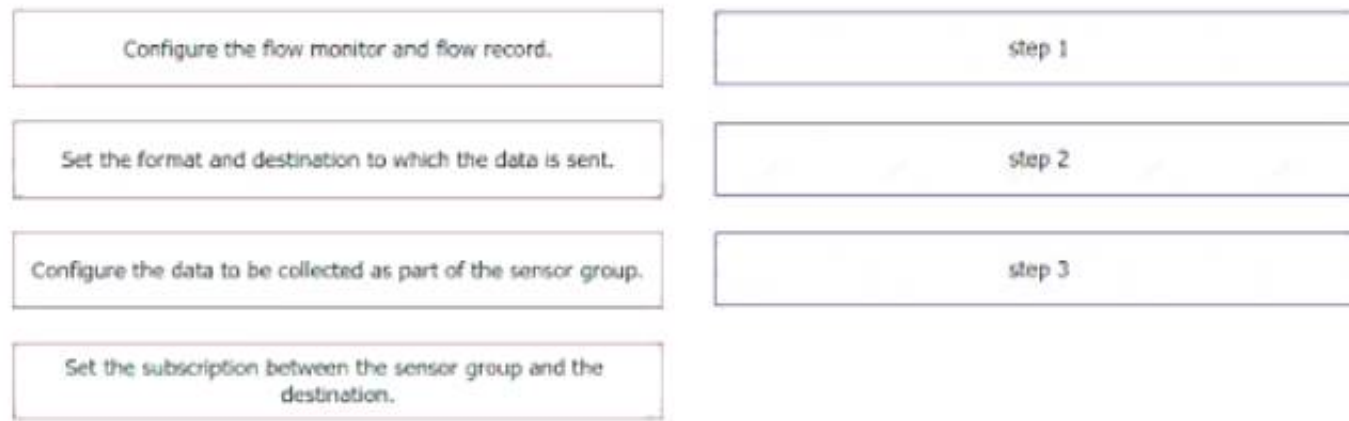 Configure the flow monitor and flow record.
step 1
Set the format and destination to which the data is sent.
step 2
Configure the data to be collected as part of the sensor group.
step 3
Set the subscription between the sensor group and the
destination.